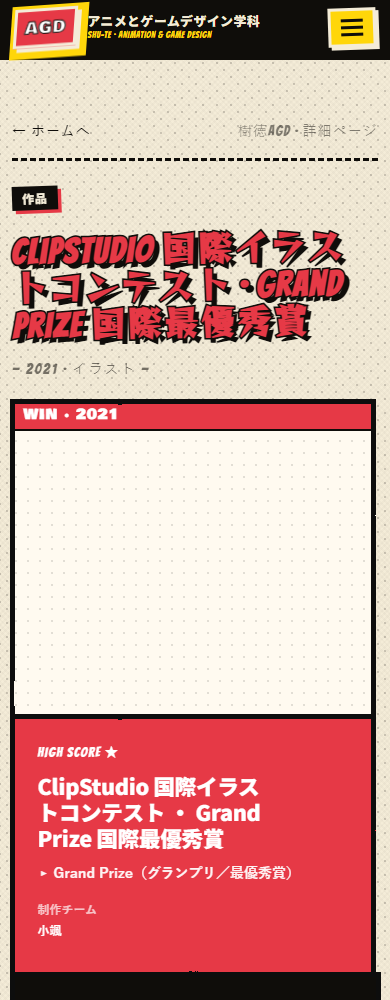 AGD
アニメとゲームデザイン学科
SHU-TE · ANIMATION & GAME DESIGN
← ホームへ
樹徳AGD · 詳細ページ
作品
CLIPSTUDIO 国際イラス
トコンテスト · GRAND
PRIZE 国際最優秀賞
– 2021 · イラスト –
WIN · 2021
HIGH SCORE ★
ClipStudio 国際イラス
トコンテスト · Grand
Prize 国際最優秀賞
▸ Grand Prize（グランプリ／最優秀賞）
制作チーム
小颯